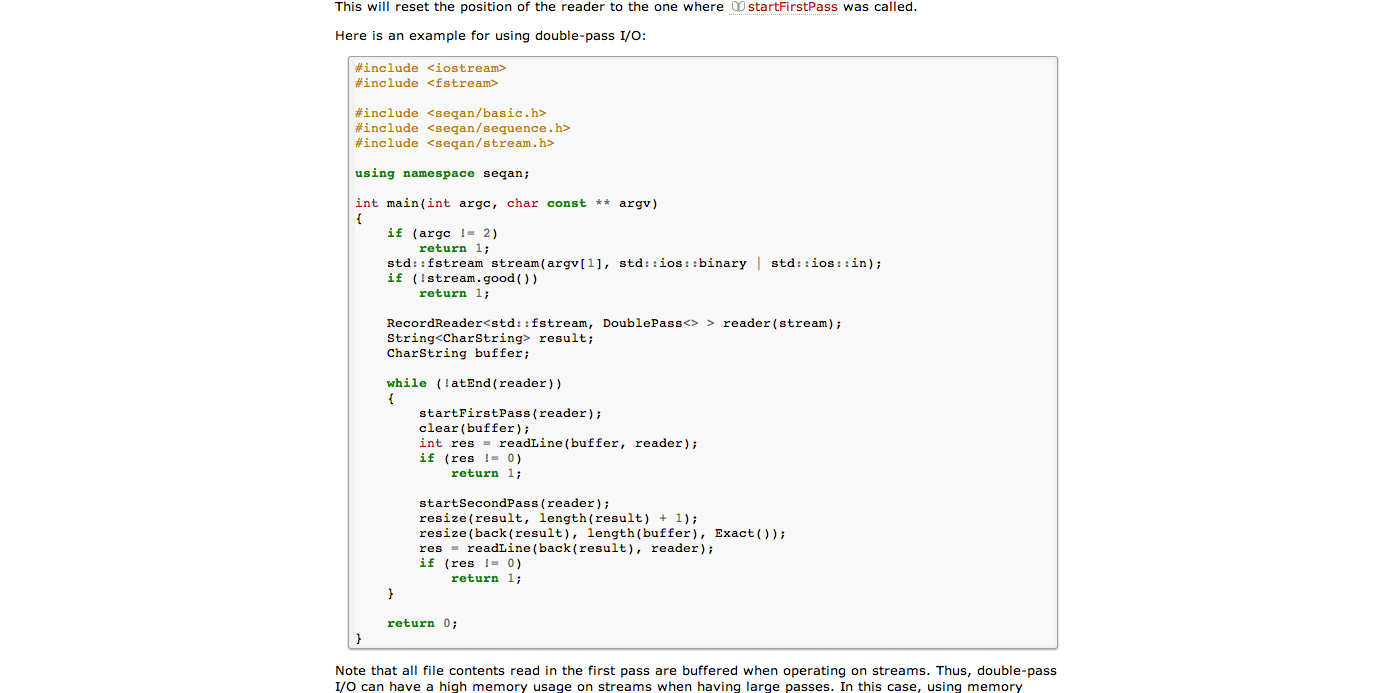 This will reset the position of the reader to the one where startFirstPass was called.
Here is an example for using double-pass I/O:
#include <iostream>
#include <fstream>
#include <seqan/basic.h>
#include <seqan/sequence.h>
#include <seqan/stream.h>
using namespace seqan;
int main(int argc, char const ** argv)
{
    if (argc != 2)
        return 1;
    std::fstream stream(argv[1], std::ios::binary | std::ios::in);
    if (!stream.good())
        return 1;
    RecordReader<std::fstream, DoublePass<> > reader(stream);
    String<CharString> result;
    CharString buffer;
    while (!atEnd(reader))
    {
        startFirstPass(reader);
        clear(buffer);
        int res = readLine(buffer, reader);
        if (res != 0)
            return 1;
        startSecondPass(reader);
        resize(result, length(result) + 1);
        resize(back(result), length(buffer), Exact());
        res = readLine(back(result), reader);
        if (res != 0)
            return 1;
    }
    return 0;
}
Note that all file contents read in the first pass are buffered when operating on streams. Thus, double-pass
I/O can have a high memory usage on streams when having large passes. In this case, using memory